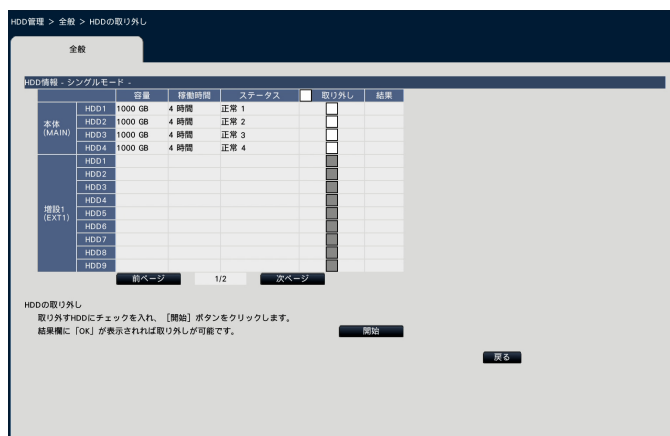 HDD管理 > 全般 > HDDの取り外し
全般
HDD情報 - シングルモード -
容量 稼働時間 ステータス 取り外し 結果
本体
(MAIN)
HDD1 1000 GB 4 時間 正常 1
HDD2 1000 GB 4 時間 正常 2
HDD3 1000 GB 4 時間 正常 3
HDD4 1000 GB 4 時間 正常 4
増設1
(EXT1)
HDD1
HDD2
HDD3
HDD4
HDD5
HDD6
HDD7
HDD8
HDD9
前ページ 1/2 次ページ
HDDの取り外し
取り外すHDDにチェックを入れ、［開始］ボタンをクリックします。
結果欄に「OK」が表示されれば取り外しが可能です。 開始
戻る